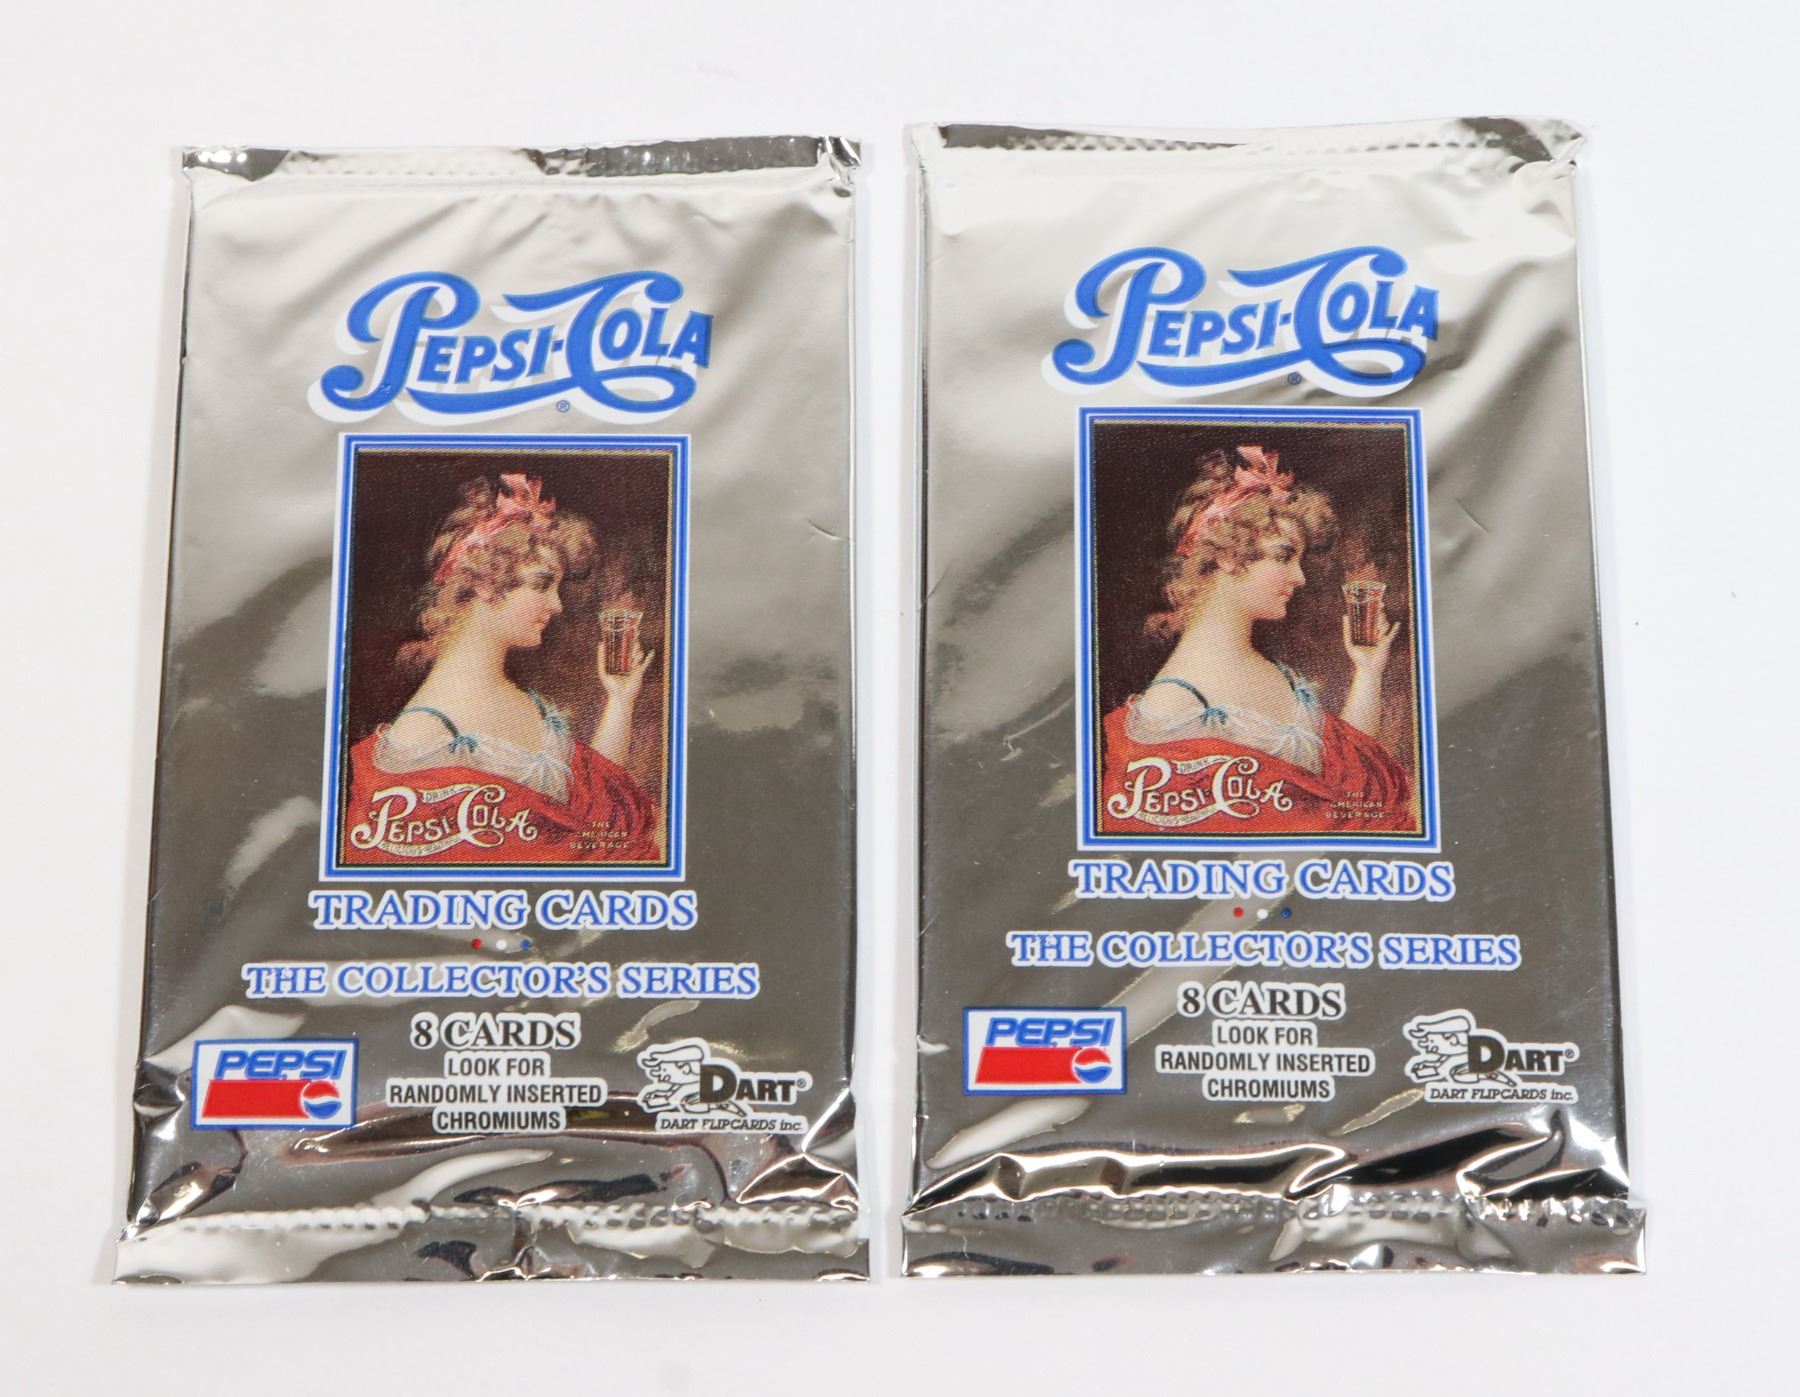 PEPSI-COLA
®
DRINK
PEPSI-COLA
THE
AMERICAN
BEVERAGE
TRADING CARDS
THE COLLECTOR'S SERIES
8 CARDS
LOOK FOR
RANDOMLY INSERTED
CHROMIUMS
PEPSI
DART®
DART FLIPCARDS inc.
PEPSI-COLA
®
DRINK
PEPSI-COLA
THE
AMERICAN
BEVERAGE
TRADING CARDS
THE COLLECTOR'S SERIES
8 CARDS
LOOK FOR
RANDOMLY INSERTED
CHROMIUMS
PEPSI
DART®
DART FLIPCARDS inc.